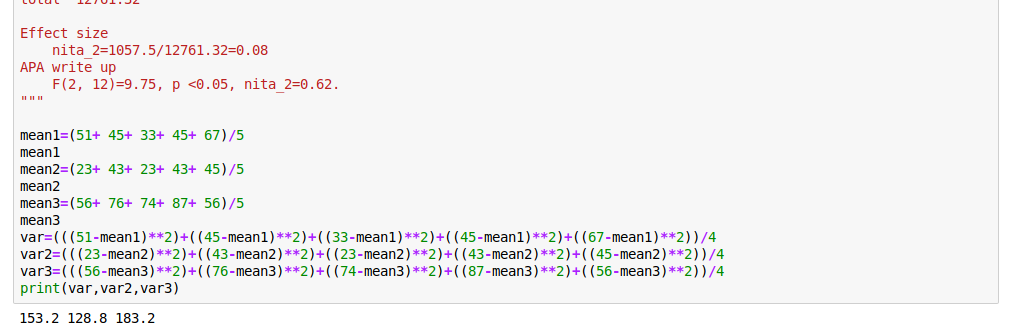 total  12761.32
Effect size
    nita_2=1057.5/12761.32=0.08
APA write up
    F(2, 12)=9.75, p <0.05, nita_2=0.62.
"""
mean1=(51+ 45+ 33+ 45+ 67)/5
mean1
mean2=(23+ 43+ 23+ 43+ 45)/5
mean2
mean3=(56+ 76+ 74+ 87+ 56)/5
mean3
var=(((51-mean1)**2)+((45-mean1)**2)+((33-mean1)**2)+((45-mean1)**2)+((67-mean1)**2))/4
var2=(((23-mean2)**2)+((43-mean2)**2)+((23-mean2)**2)+((43-mean2)**2)+((45-mean2)**2))/4
var3=(((56-mean3)**2)+((76-mean3)**2)+((74-mean3)**2)+((87-mean3)**2)+((56-mean3)**2))/4
print(var,var2,var3)
153.2 128.8 183.2